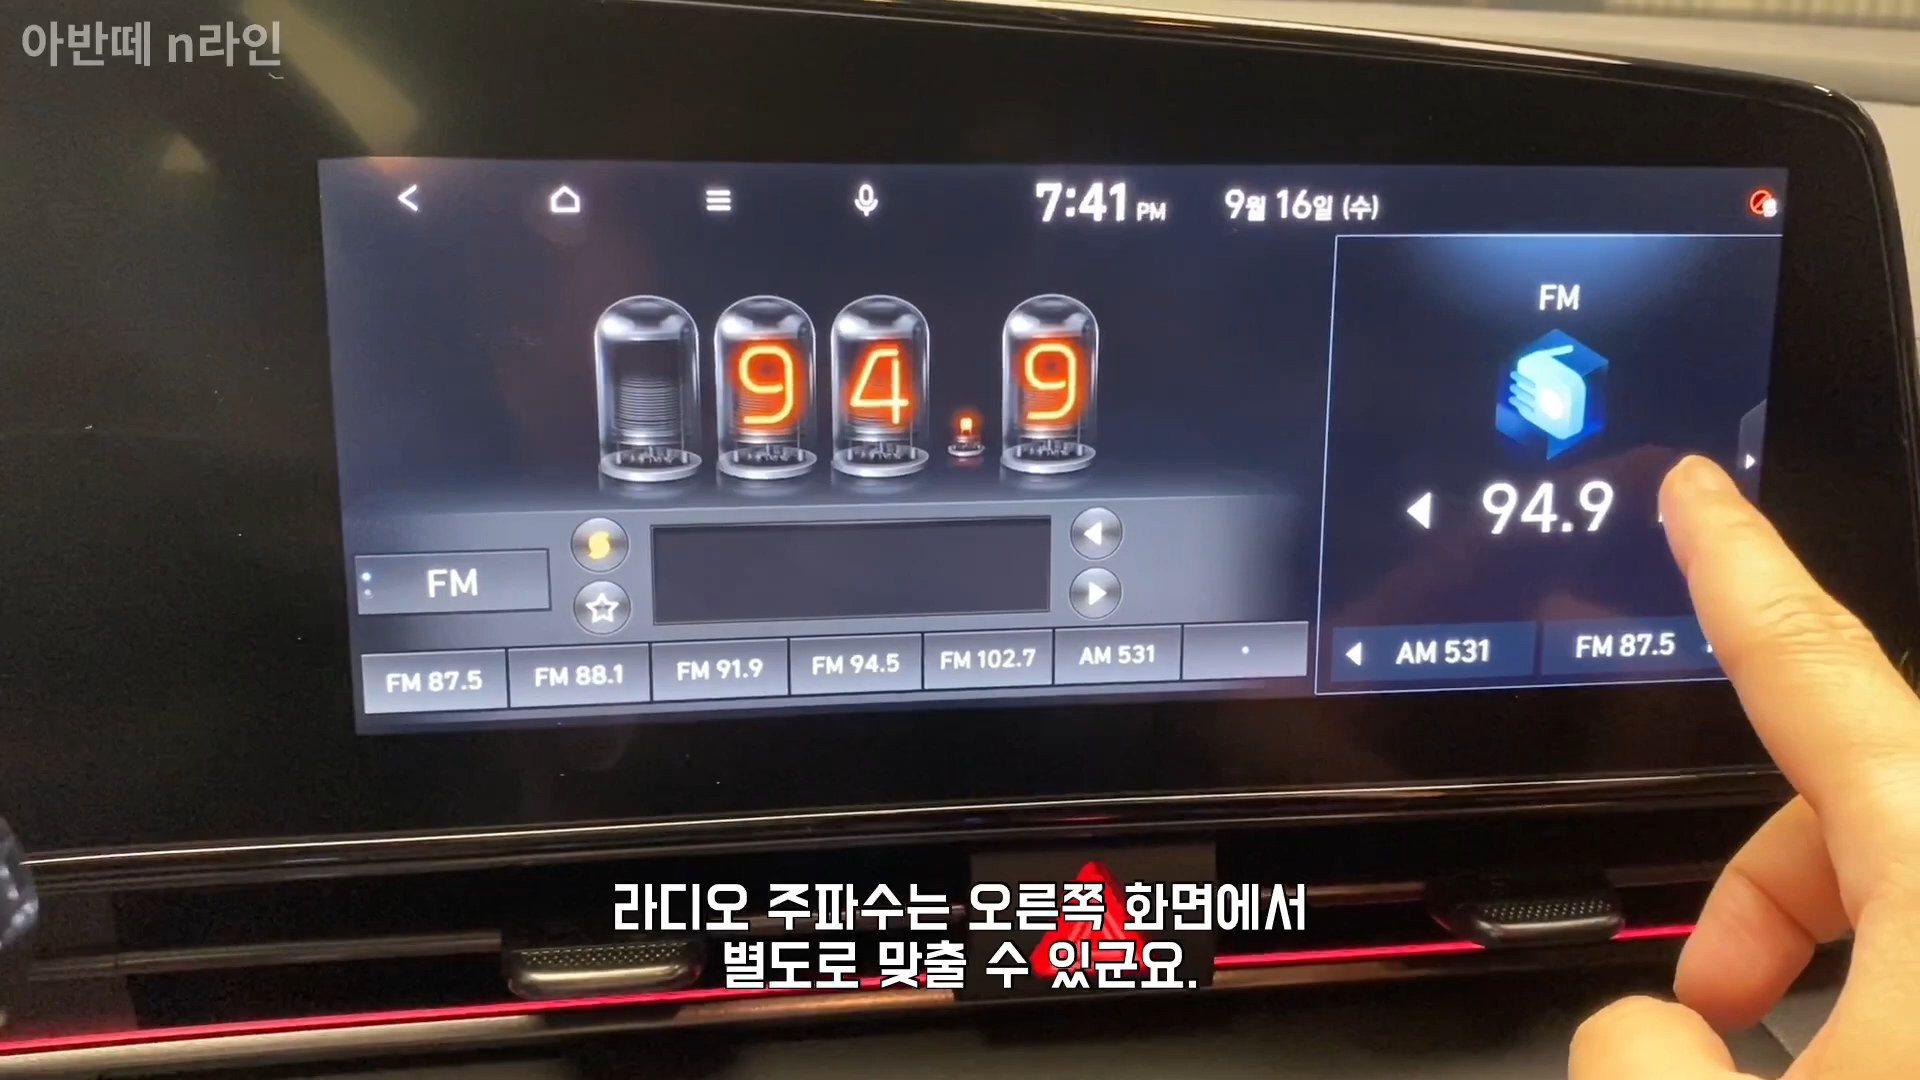 아반떼 n라인
7:41 PM
9월 16일 (수)
94.9
FM
94.9
FM
FM 87.5
FM 88.1
FM 91.9
FM 94.5
FM 102.7
AM 531
AM 531
FM 87.5
라디오 주파수는 오른쪽 화면에서
별도로 맞출 수 있군요.